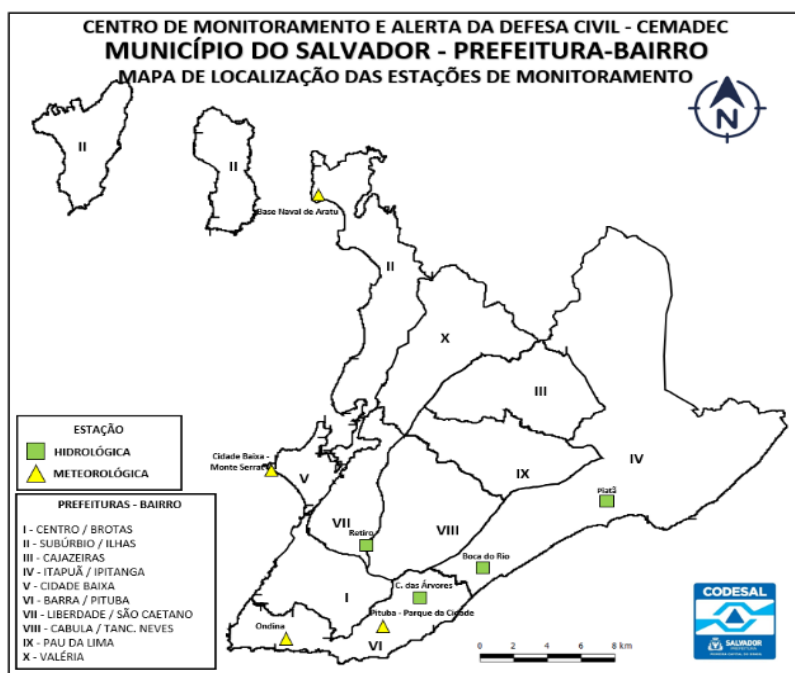 CENTRO DE MONITORAMENTO E ALERTA DA DEFESA CIVIL - CEMADEC
MUNICÍPIO DO SALVADOR - PREFEITURA-BAIRRO
MAPA DE LOCALIZAÇÃO DAS ESTAÇÕES DE MONITORAMENTO
N
II
II
Base Naval de Aratu
II
X
III
ESTAÇÃO
HIDROLÓGICA
METEOROLÓGICA
Cidade Baixa -
Monte Serrat
V
IV
IX
Piatã
PREFEITURAS - BAIRRO
I - CENTRO / BROTAS
II - SUBÚRBIO / ILHAS
III - CAJAZEIRAS
IV - ITAPUÃ / IPITANGA
V - CIDADE BAIXA
VI - BARRA / PITUBA
VII - LIBERDADE / SÃO CAETANO
VIII - CABULA / TANC. NEVES
IX - PAU DA LIMA
X - VALÉRIA
VII
VIII
Retiro
Boca do Rio
C. das Árvores
I
Pituba - Parque da Cidade
Ondina
VI
0 2 4 6 8 km
CODESAL
SALVADOR
PREFEITURA